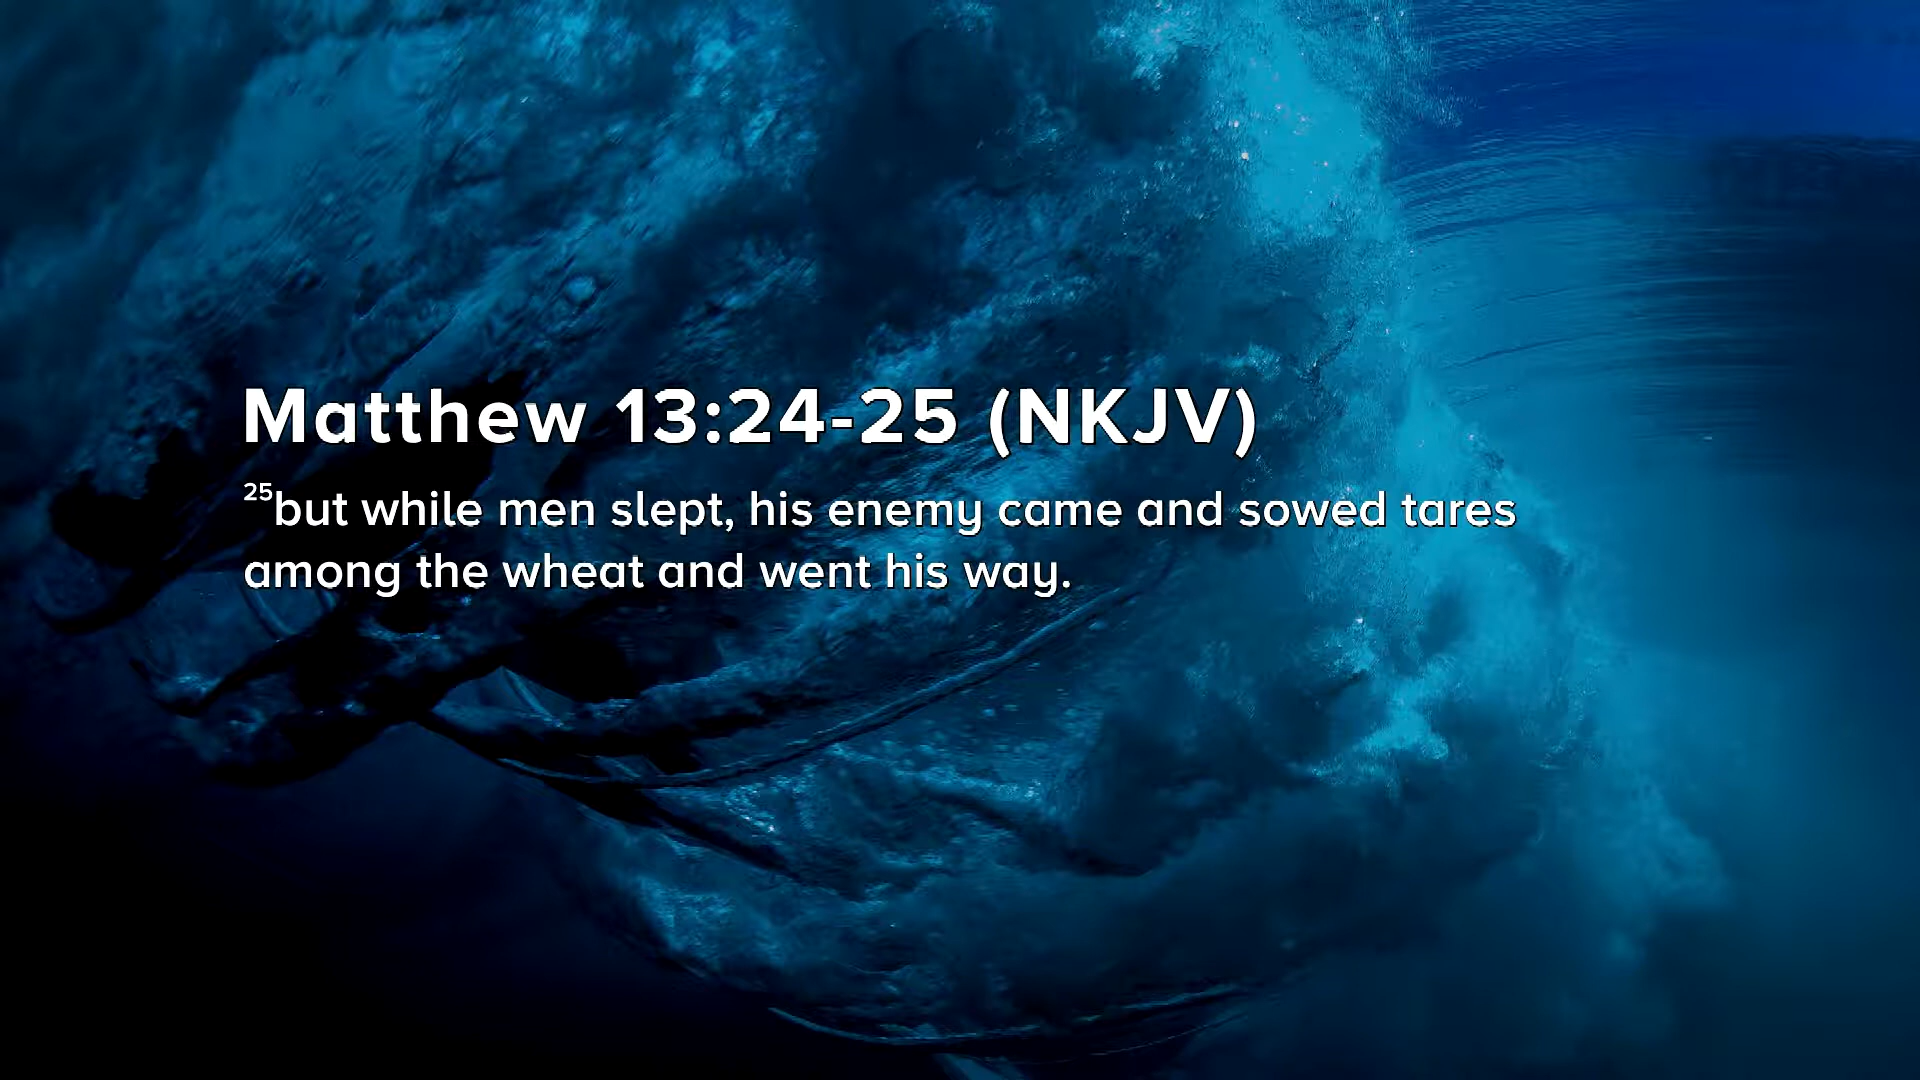 Matthew 13:24-25 (NKJV)
25but while men slept, his enemy came and sowed tares
among the wheat and went his way.